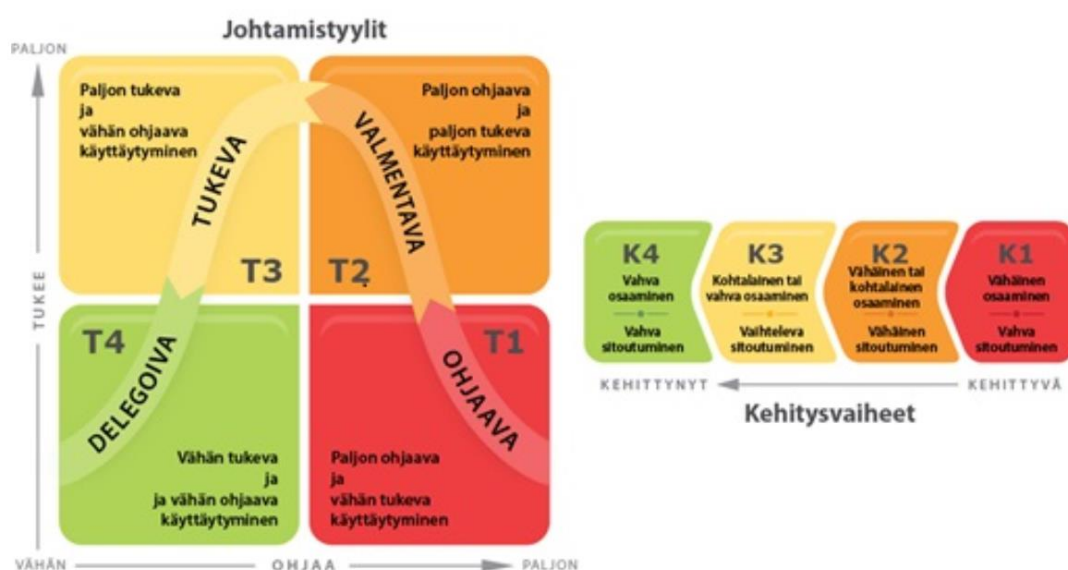 Johtamistyylit
PALJON
TUKEE
Paljon tukeva
ja
vähän ohjaava
käyttäytyminen
TUKEVA
T3
Paljon ohjaava
ja
paljon tukeva
käyttäytyminen
VALMENTAVA
T2
T4
DELEGOIVA
Vähän tukeva
ja
ja vähän ohjaava
käyttäytyminen
T1
OHJAAVA
Paljon ohjaava
ja
vähän tukeva
käyttäytyminen
VÄHÄN
OHJAA
PALJON
K4
Vahva
osaaminen
Vahva
sitoutuminen
K3
Kohtalainen tai
vahva osaaminen
Vaihteleva
sitoutuminen
K2
Vähäinen tai
kohtalainen
osaaminen
Vähäinen
sitoutuminen
K1
Vähäinen
osaaminen
Vahva
sitoutuminen
KEHITTYNYT
KEHITTYVÄ
Kehitysvaiheet